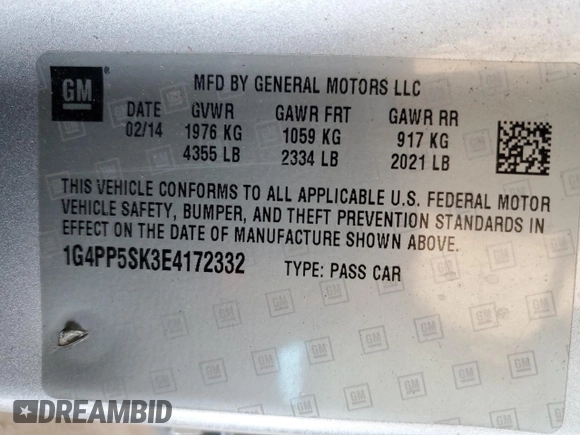 GM
MFD BY GENERAL MOTORS LLC
DATE GVWR GAWR FRT GAWR RR
02/14 1976 KG 1059 KG 917 KG
4355 LB 2334 LB 2021 LB
THIS VEHICLE CONFORMS TO ALL APPLICABLE U.S. FEDERAL MOTOR
VEHICLE SAFETY, BUMPER, AND THEFT PREVENTION STANDARDS IN
EFFECT ON THE DATE OF MANUFACTURE SHOWN ABOVE.
1G4PP5SK3E4172332 TYPE: PASS CAR
DREAMBID